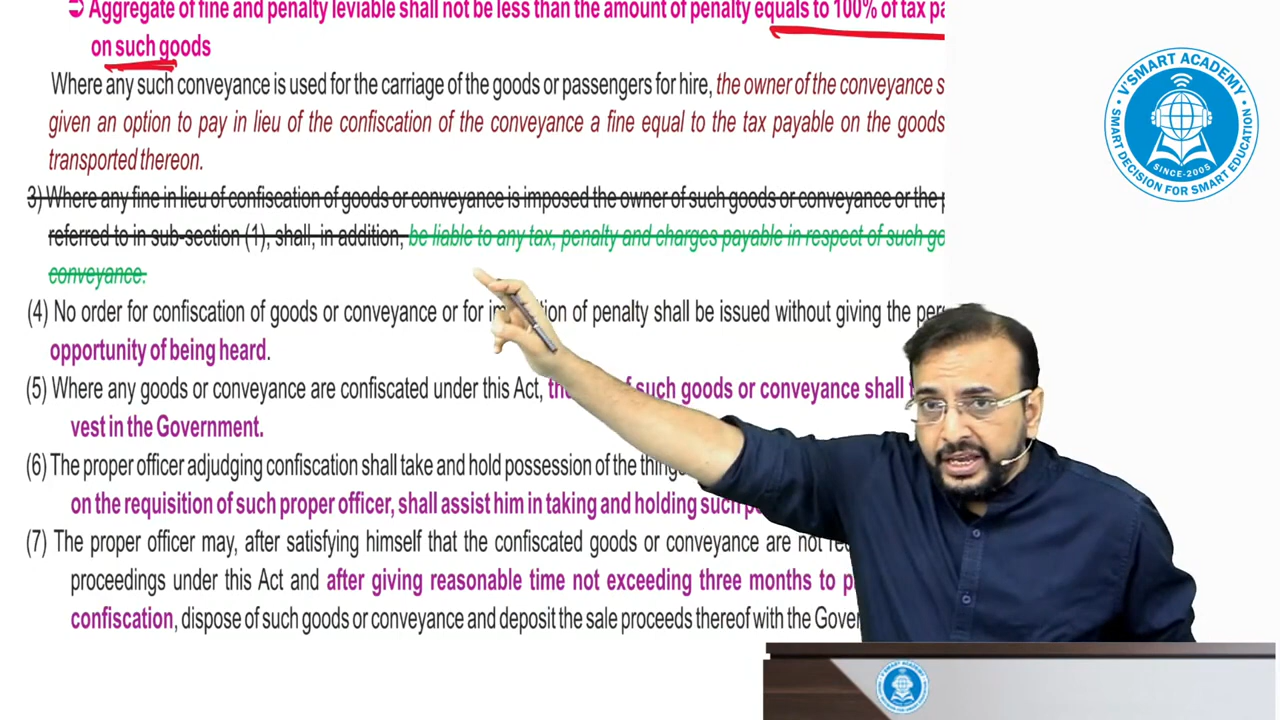 ➲ Aggregate of fine and penalty leviable shall not be less than the amount of penalty equals to 100% of tax
on such goods
Where any such conveyance is used for the carriage of the goods or passengers for hire, the owner of the conveyance
given an option to pay in lieu of the confiscation of the conveyance a fine equal to the tax payable on the goods
transported thereon.
3) Where any fine in lieu of confiscation of goods or conveyance is imposed the owner of such goods or conveyance or the
referred to in sub-section (1), shall, in addition, be liable to any tax, penalty and charges payable in respect of such
conveyance.
(4) No order for confiscation of goods or conveyance or for of penalty shall be issued without giving the
opportunity of being heard.
(5) Where any goods or conveyance are confiscated under this Act, of such goods or conveyance shall
vest in the Government.
(6) The proper officer adjudging confiscation shall take and hold possession of the
on the requisition of such proper officer, shall assist him in taking and holding such
(7) The proper officer may, after satisfying himself that the confiscated goods or conveyance are not
proceedings under this Act and after giving reasonable time not exceeding three months to
confiscation, dispose of such goods or conveyance and deposit the sale proceeds thereof with the
V'SMART ACADEMY
SINCE-2005
SMART DECISION FOR SMART EDUCATION